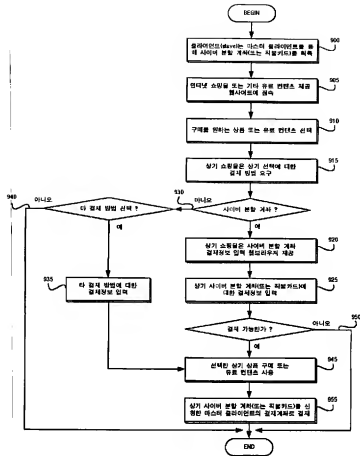 BEGIN
900
클라이언트(slave)는 마스터 클라이언트를 통
해 사이버 분할 계좌(또는 직불카드)를 획득
905
인터넷 쇼핑몰 또는 기타 유료 컨텐츠 제공
웹사이트에 접속
910
구매를 원하는 상품 또는 유료 컨텐츠 선택
915
상기 쇼핑몰은 상기 선택에 대한
결제 방법 요구
940
아니오
타 결제 방법 선택 ?
930
아니오
사이버 분할 계좌 ?
예
예
920
상기 쇼핑몰은 사이버 분할 계좌
결제정보 입력 웹브라우저 제공
935
타 결제 방법에 대한
결제정보 입력
925
상기 사이버 분할 계좌(또는 직불카드)에
대한 결제정보 입력
950
결제 가능한가 ?
아니오
예
945
선택한 상기 상품 구매 또는
유료 컨텐츠 사용
955
상기 사이버 분할 계좌(또는 직불카드)를 신
청한 마스터 클라이언트의 결제계좌로 결제
END